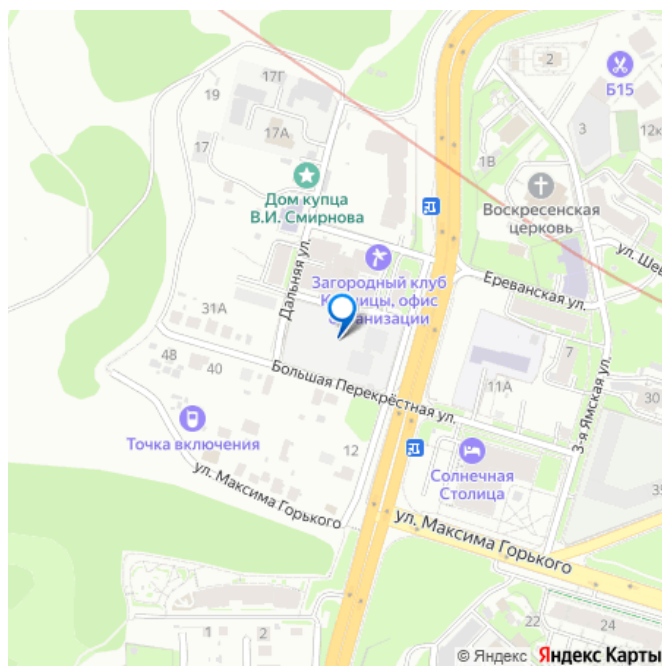 17Г
19
2
Б15
17А
3
12к
17
1В
Дом купца
В.И. Смирнова
Воскресенская
церковь
ул. Шев
Дальняя ул.
Загородный клуб
ицы, офис
анизации
Ереванская ул.
31А
48
40
Большая Перекрёстная ул.
7
11А
30
3-я Ямская ул.
Точка включения
12
Солнечная
Столица
35
ул. Максима Горького
ул. Максима Горького
1
2
22
24
© Яндекс Яндекс Карты